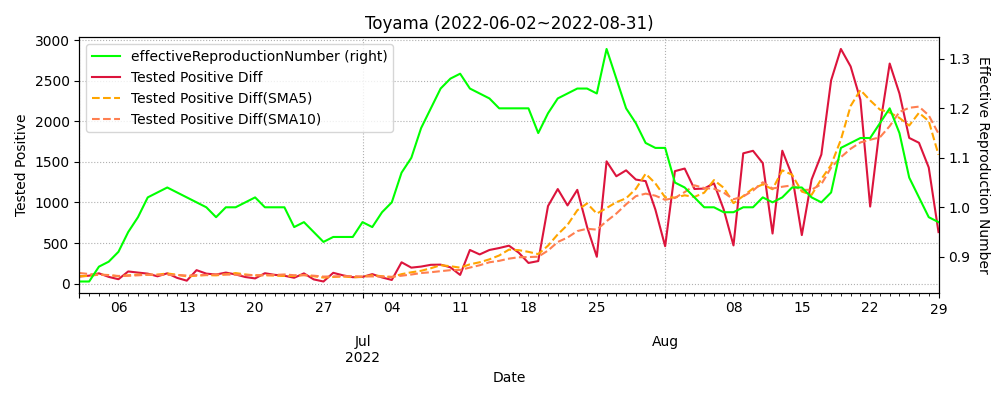 Toyama (2022-06-02~2022-08-31)
effectiveReproductionNumber (right)
Tested Positive Diff
Tested Positive Diff(SMA5)
Tested Positive Diff(SMA10)
Tested Positive
3000
2500
2000
1500
1000
500
0
Effective Reproduction Number
1.3
1.2
1.1
1.0
0.9
06 13 20 27 04 11 18 25 08 15 22 29
Jul Aug
2022
Date